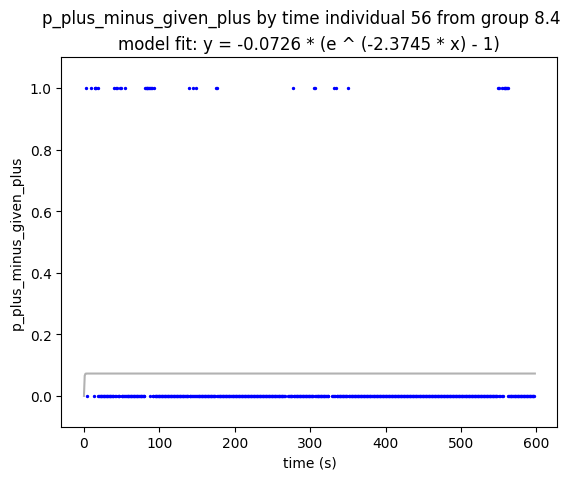 p_plus_minus_given_plus by time individual 56 from group 8.4
model fit: y = -0.0726 * (e ^ (-2.3745 * x) - 1)
1.0
0.8
0.6
0.4
0.2
0.0
p_plus_minus_given_plus
0 100 200 300 400 500 600
time (s)